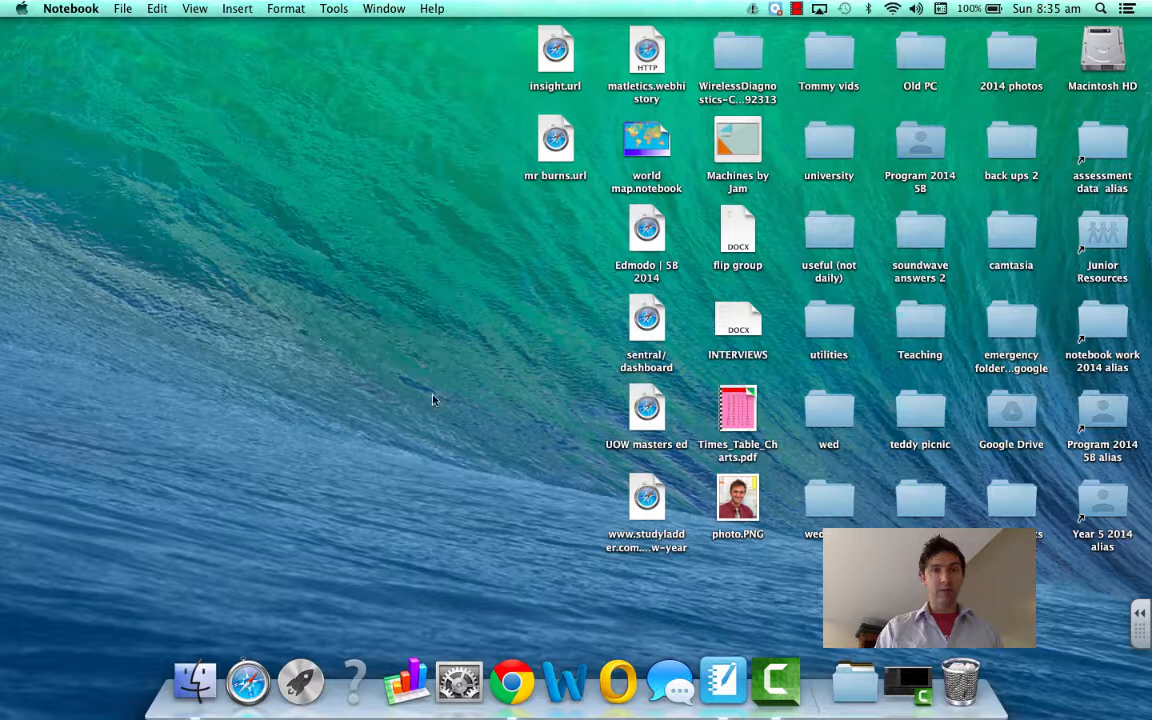 Notebook File Edit View Insert Format Tools Window Help 100% Sun 8:35 am
insight.url
matletics.webhi
story
HTTP
WirelessDiagno
stics-C...92313
Tommy vids
Old PC
2014 photos
Macintosh HD
mr burns.url
world
map.notebook
Machines by
Jam
university
Program 2014
5B
back ups 2
assessment
data alias
Edmodo | 5B
2014
DOCX
flip group
useful (not
daily)
soundwave
answers 2
camtasia
Junior
Resources
sentral/
dashboard
DOCX
INTERVIEWS
utilities
Teaching
emergency
folder...google
notebook work
2014 alias
UOW masters ed
Times_Table_Ch
arts.pdf
wed
teddy picnic
Google Drive
Program 2014
5B alias
www.studyladd
er.com....w-year
photo.PNG
Year 5 2014
alias